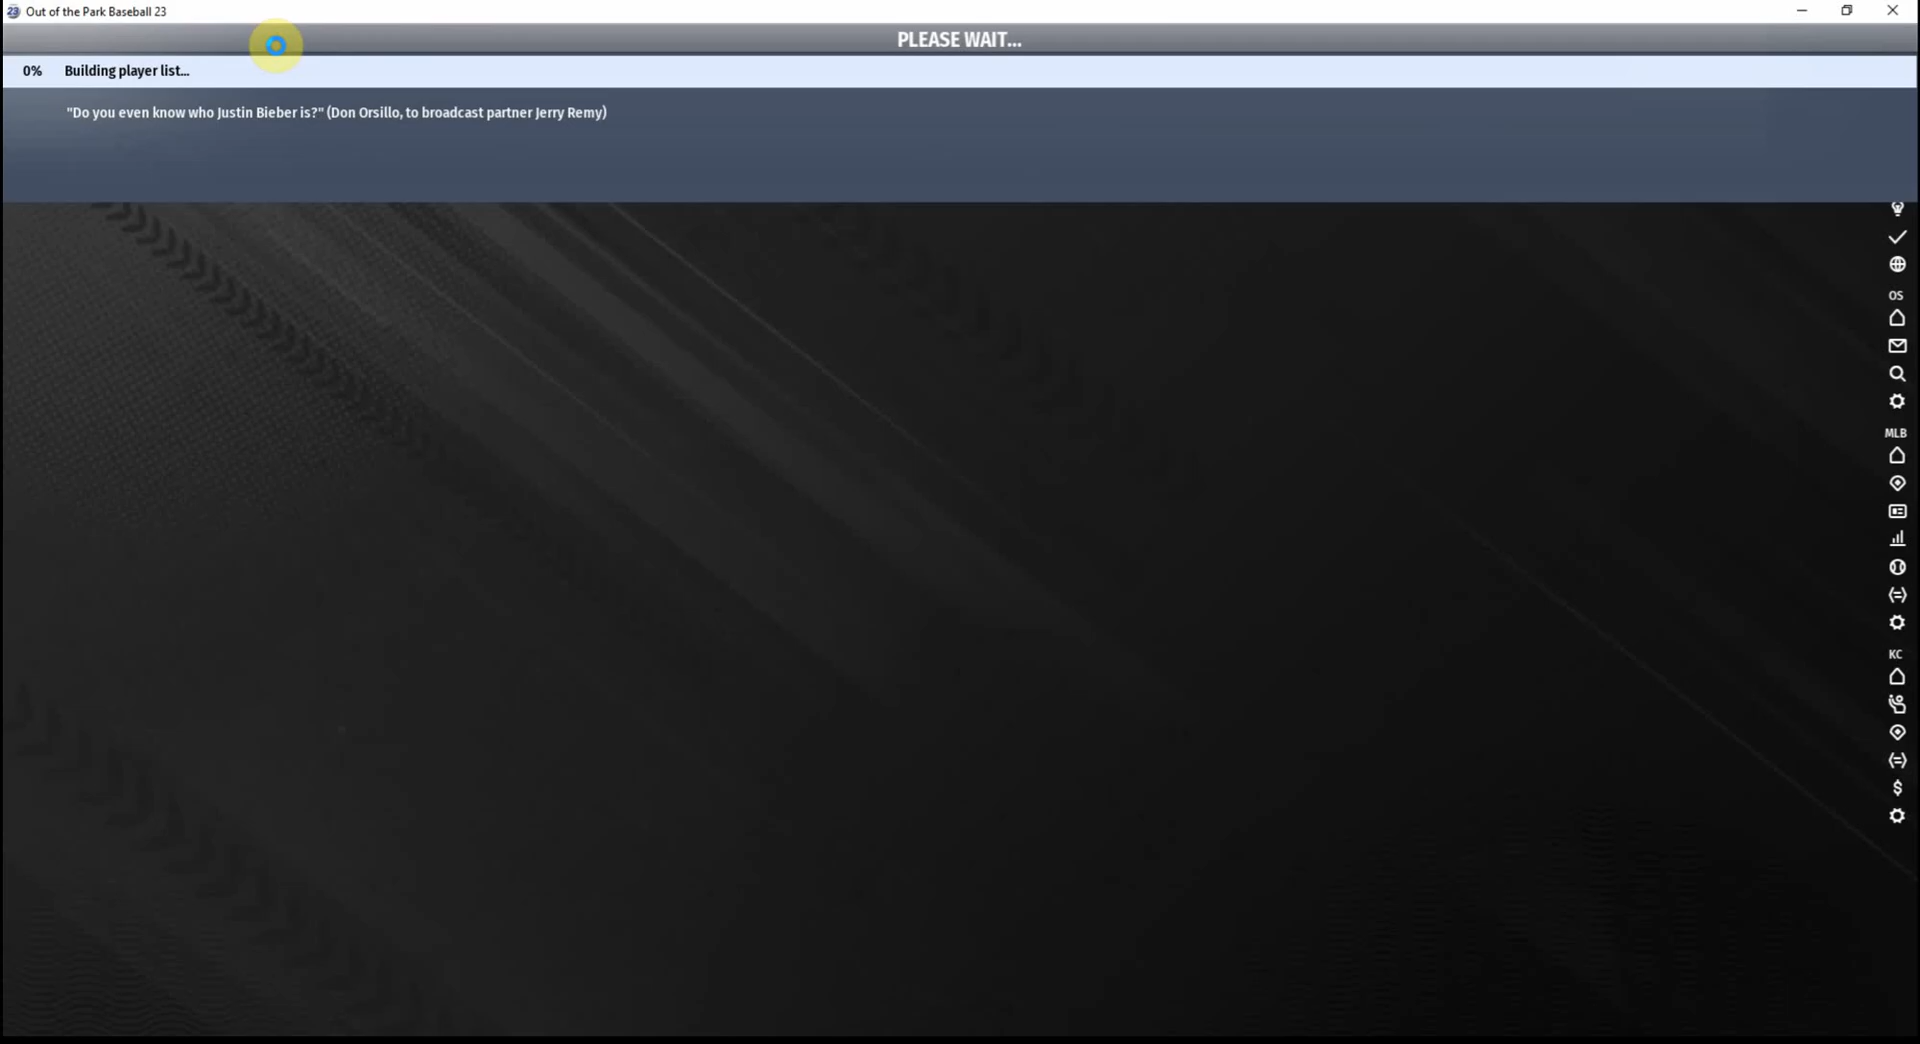 23 Out of the Park Baseball 23
PLEASE WAIT...
0% Building player list...
"Do you even know who Justin Bieber is?" (Don Orsillo, to broadcast partner Jerry Remy)
OS
MLB
KC
$